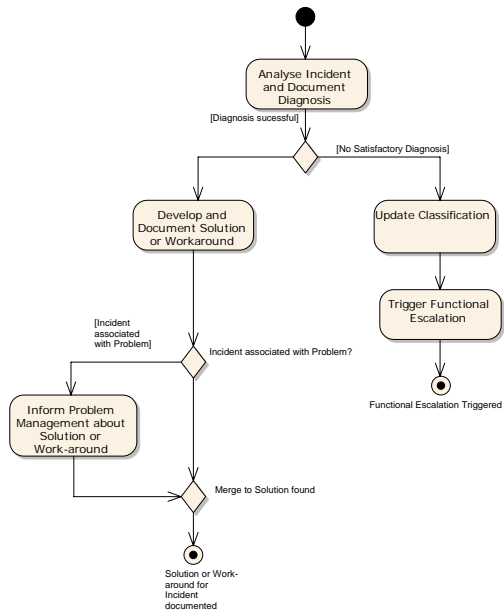 Analyse Incident
and Document
Diagnosis
[Diagnosis sucessful]
[No Satisfactory Diagnosis]
Develop and
Document Solution
or Workaround
Update Classification
Trigger Functional
Escalation
[Incident
associated
with Problem]
Incident associated with Problem?
Functional Escalation Triggered
Inform Problem
Management about
Solution or
Work-around
Merge to Solution found
Solution or Work-
around for
Incident
documented